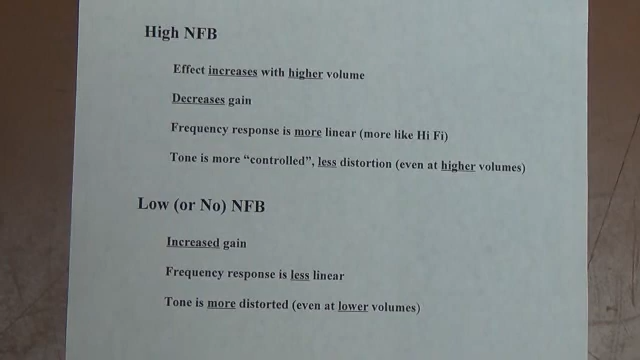 High NFB
Effect increases with higher volume
Decreases gain
Frequency response is more linear (more like Hi Fi)
Tone is more “controlled”, less distortion (even at higher volumes)
Low (or No) NFB
Increased gain
Frequency response is less linear
Tone is more distorted (even at lower volumes)